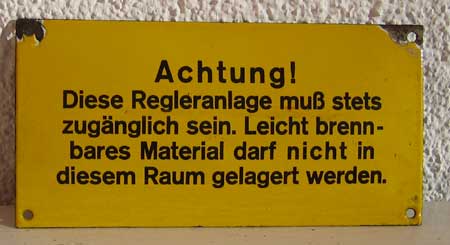 Achtung!
Diese Regleranlage muß stets
zugänglich sein. Leicht brenn-
bares Material darf nicht in
diesem Raum gelagert werden.